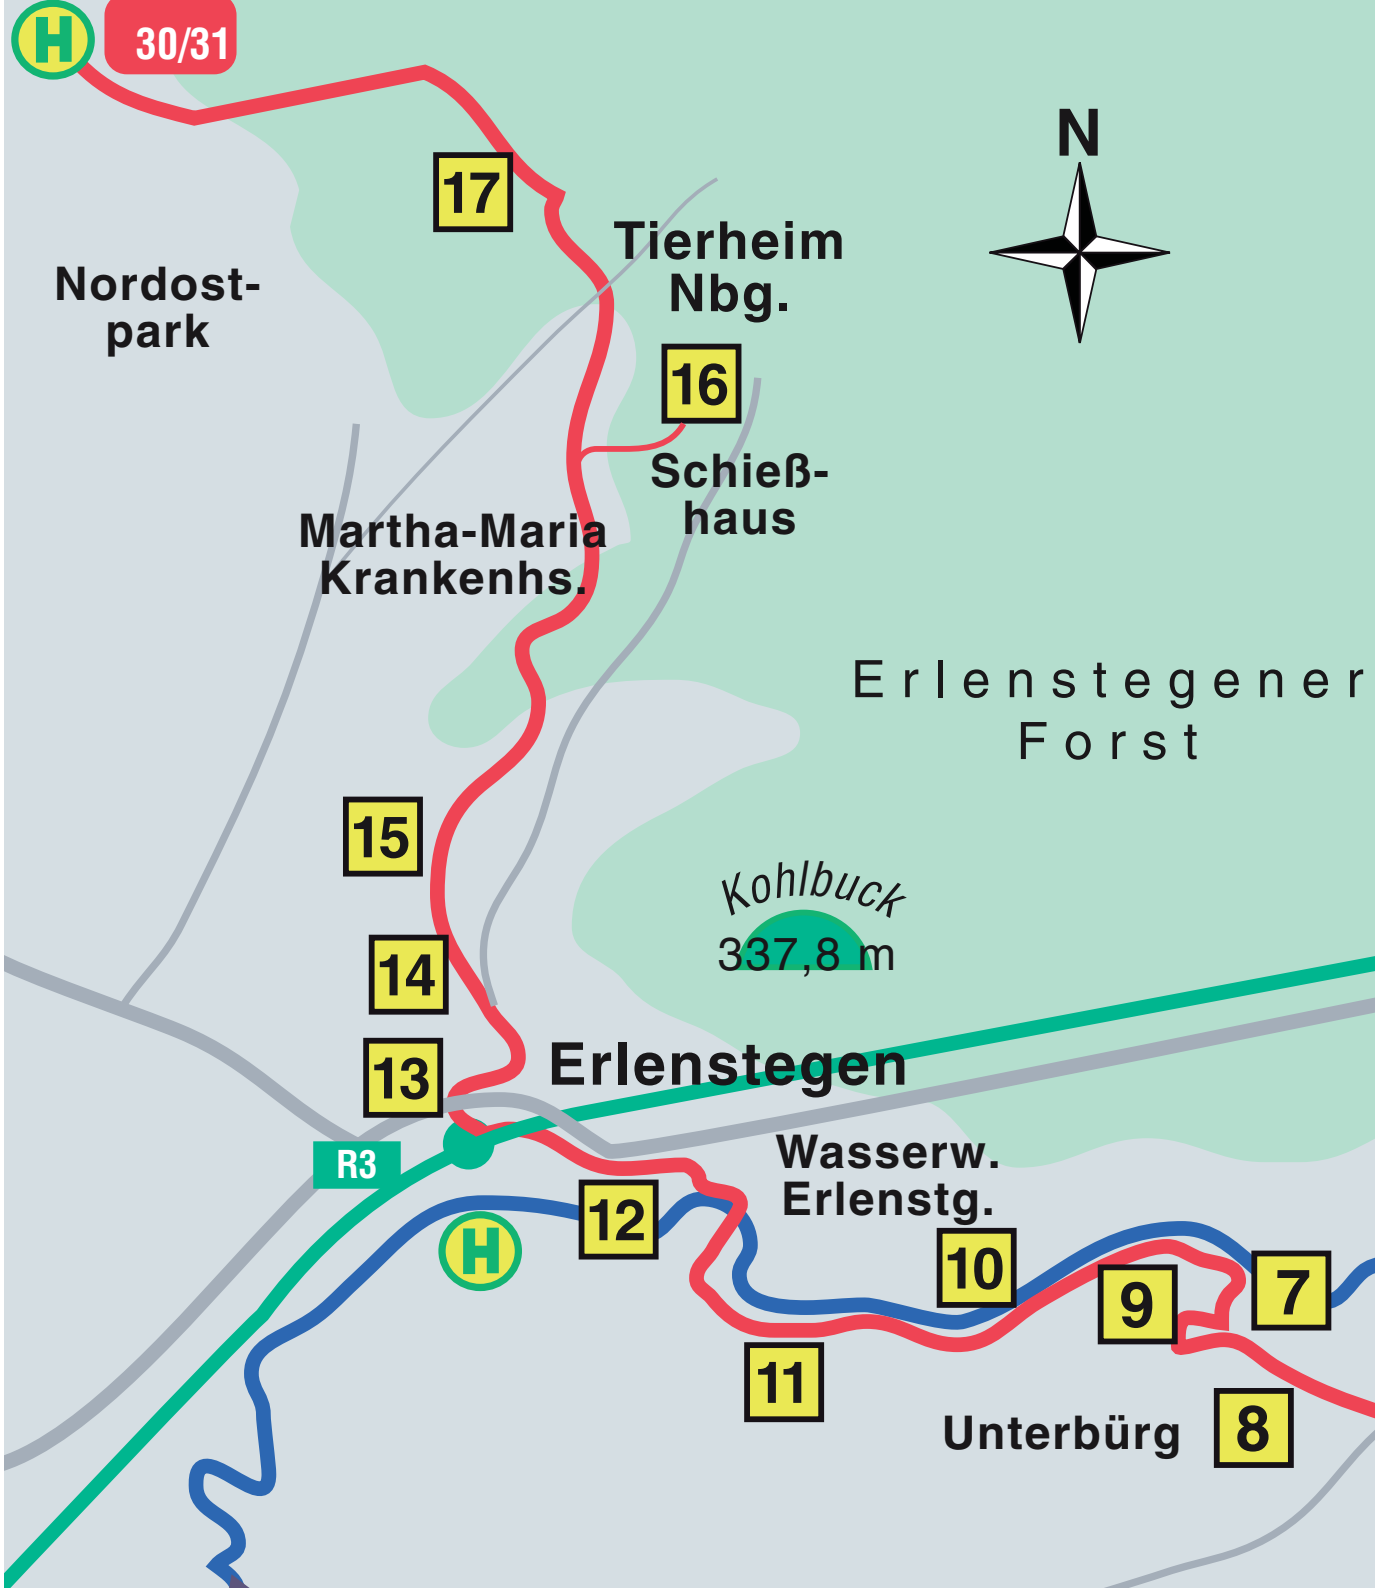 H
30/31
N
17
Tierheim
Nbg.
Nordost-
park
16
Schieß-
haus
Martha-Maria
Krankenhs.
Erlenstegener
Forst
15
Kohlbuck
337,8 m
14
13
Erlenstegen
R3
Wasserw.
Erlenstg.
12
H
10
9
7
11
Unterbürg
8